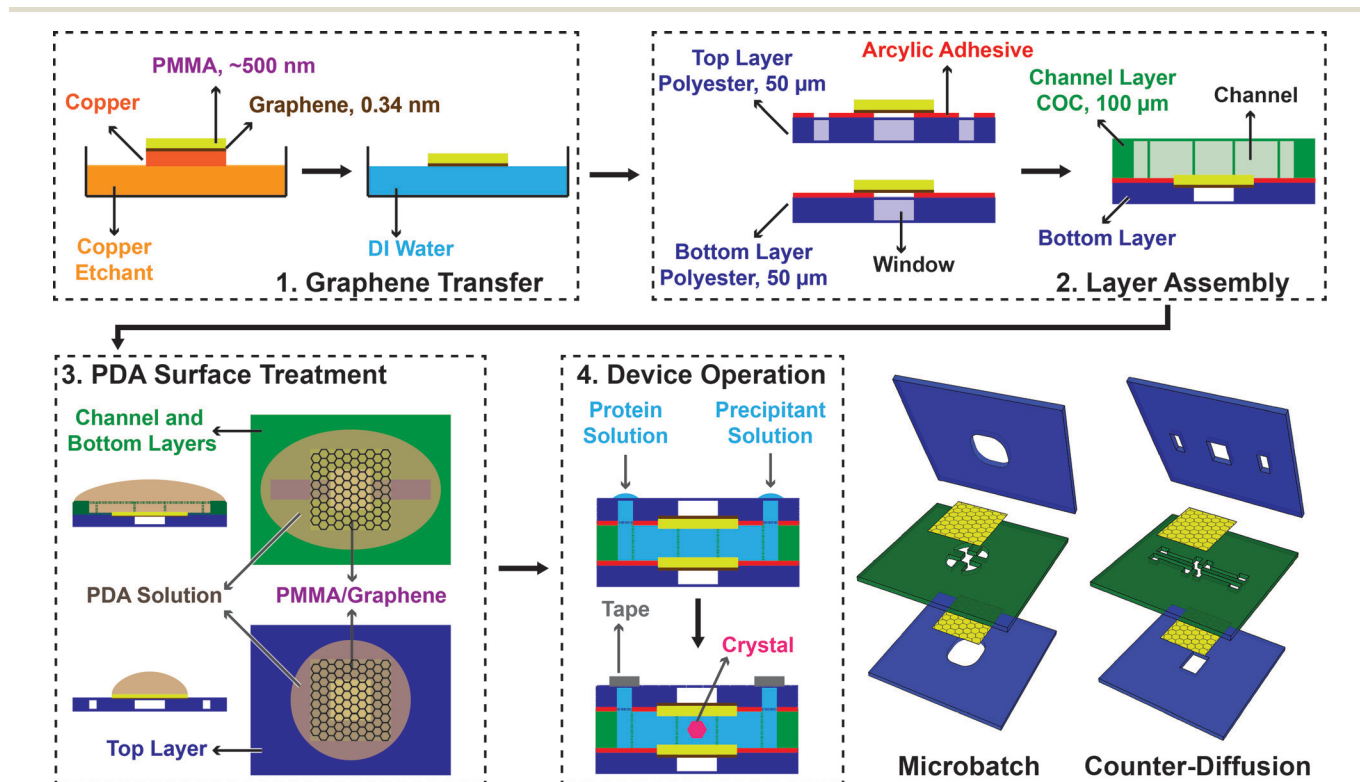 PMMA, ~500 nm
Copper
Graphene, 0.34 nm
Copper
Etchant
DI Water
1. Graphene Transfer
Top Layer
Polyester, 50 µm
Arcylic Adhesive
Channel Layer
COC, 100 µm
Channel
Bottom Layer
Polyester, 50 µm
Window
Bottom Layer
2. Layer Assembly
3. PDA Surface Treatment
Channel and
Bottom Layers
PDA Solution
PMMA/Graphene
Top Layer
4. Device Operation
Protein
Solution
Precipitant
Solution
Tape
Crystal
Microbatch
Counter-Diffusion